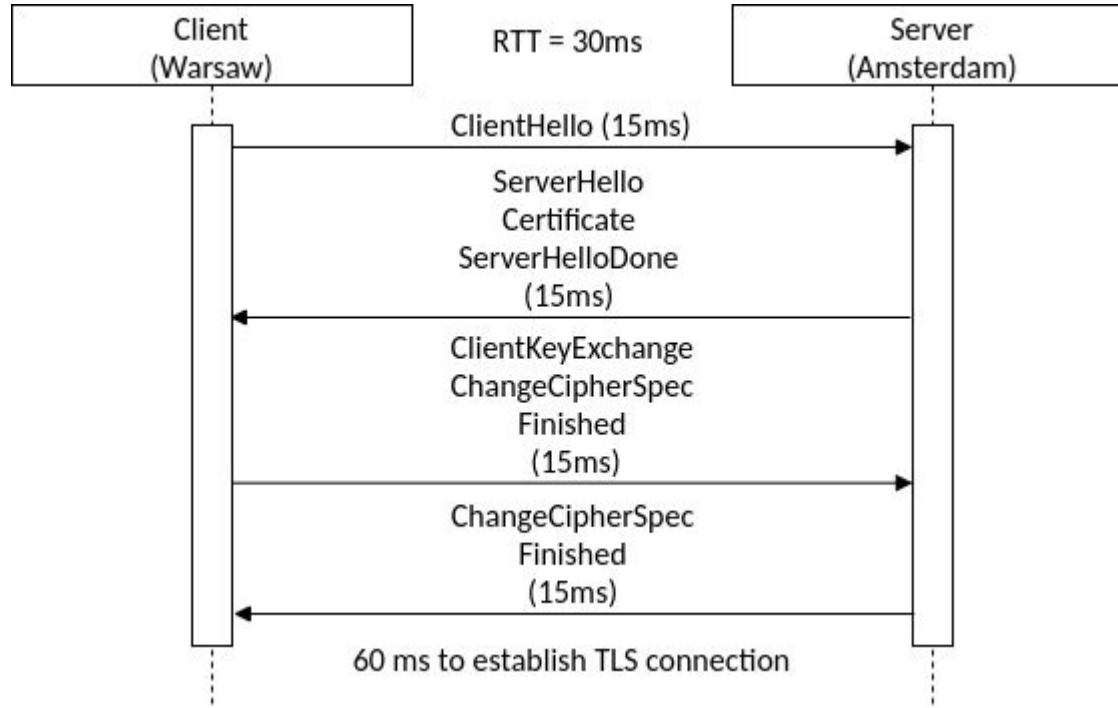 Client
(Warsaw)
RTT = 30ms
Server
(Amsterdam)
ClientHello (15ms)
ServerHello
Certificate
ServerHelloDone
(15ms)
ClientKeyExchange
ChangeCipherSpec
Finished
(15ms)
ChangeCipherSpec
Finished
(15ms)
60 ms to establish TLS connection